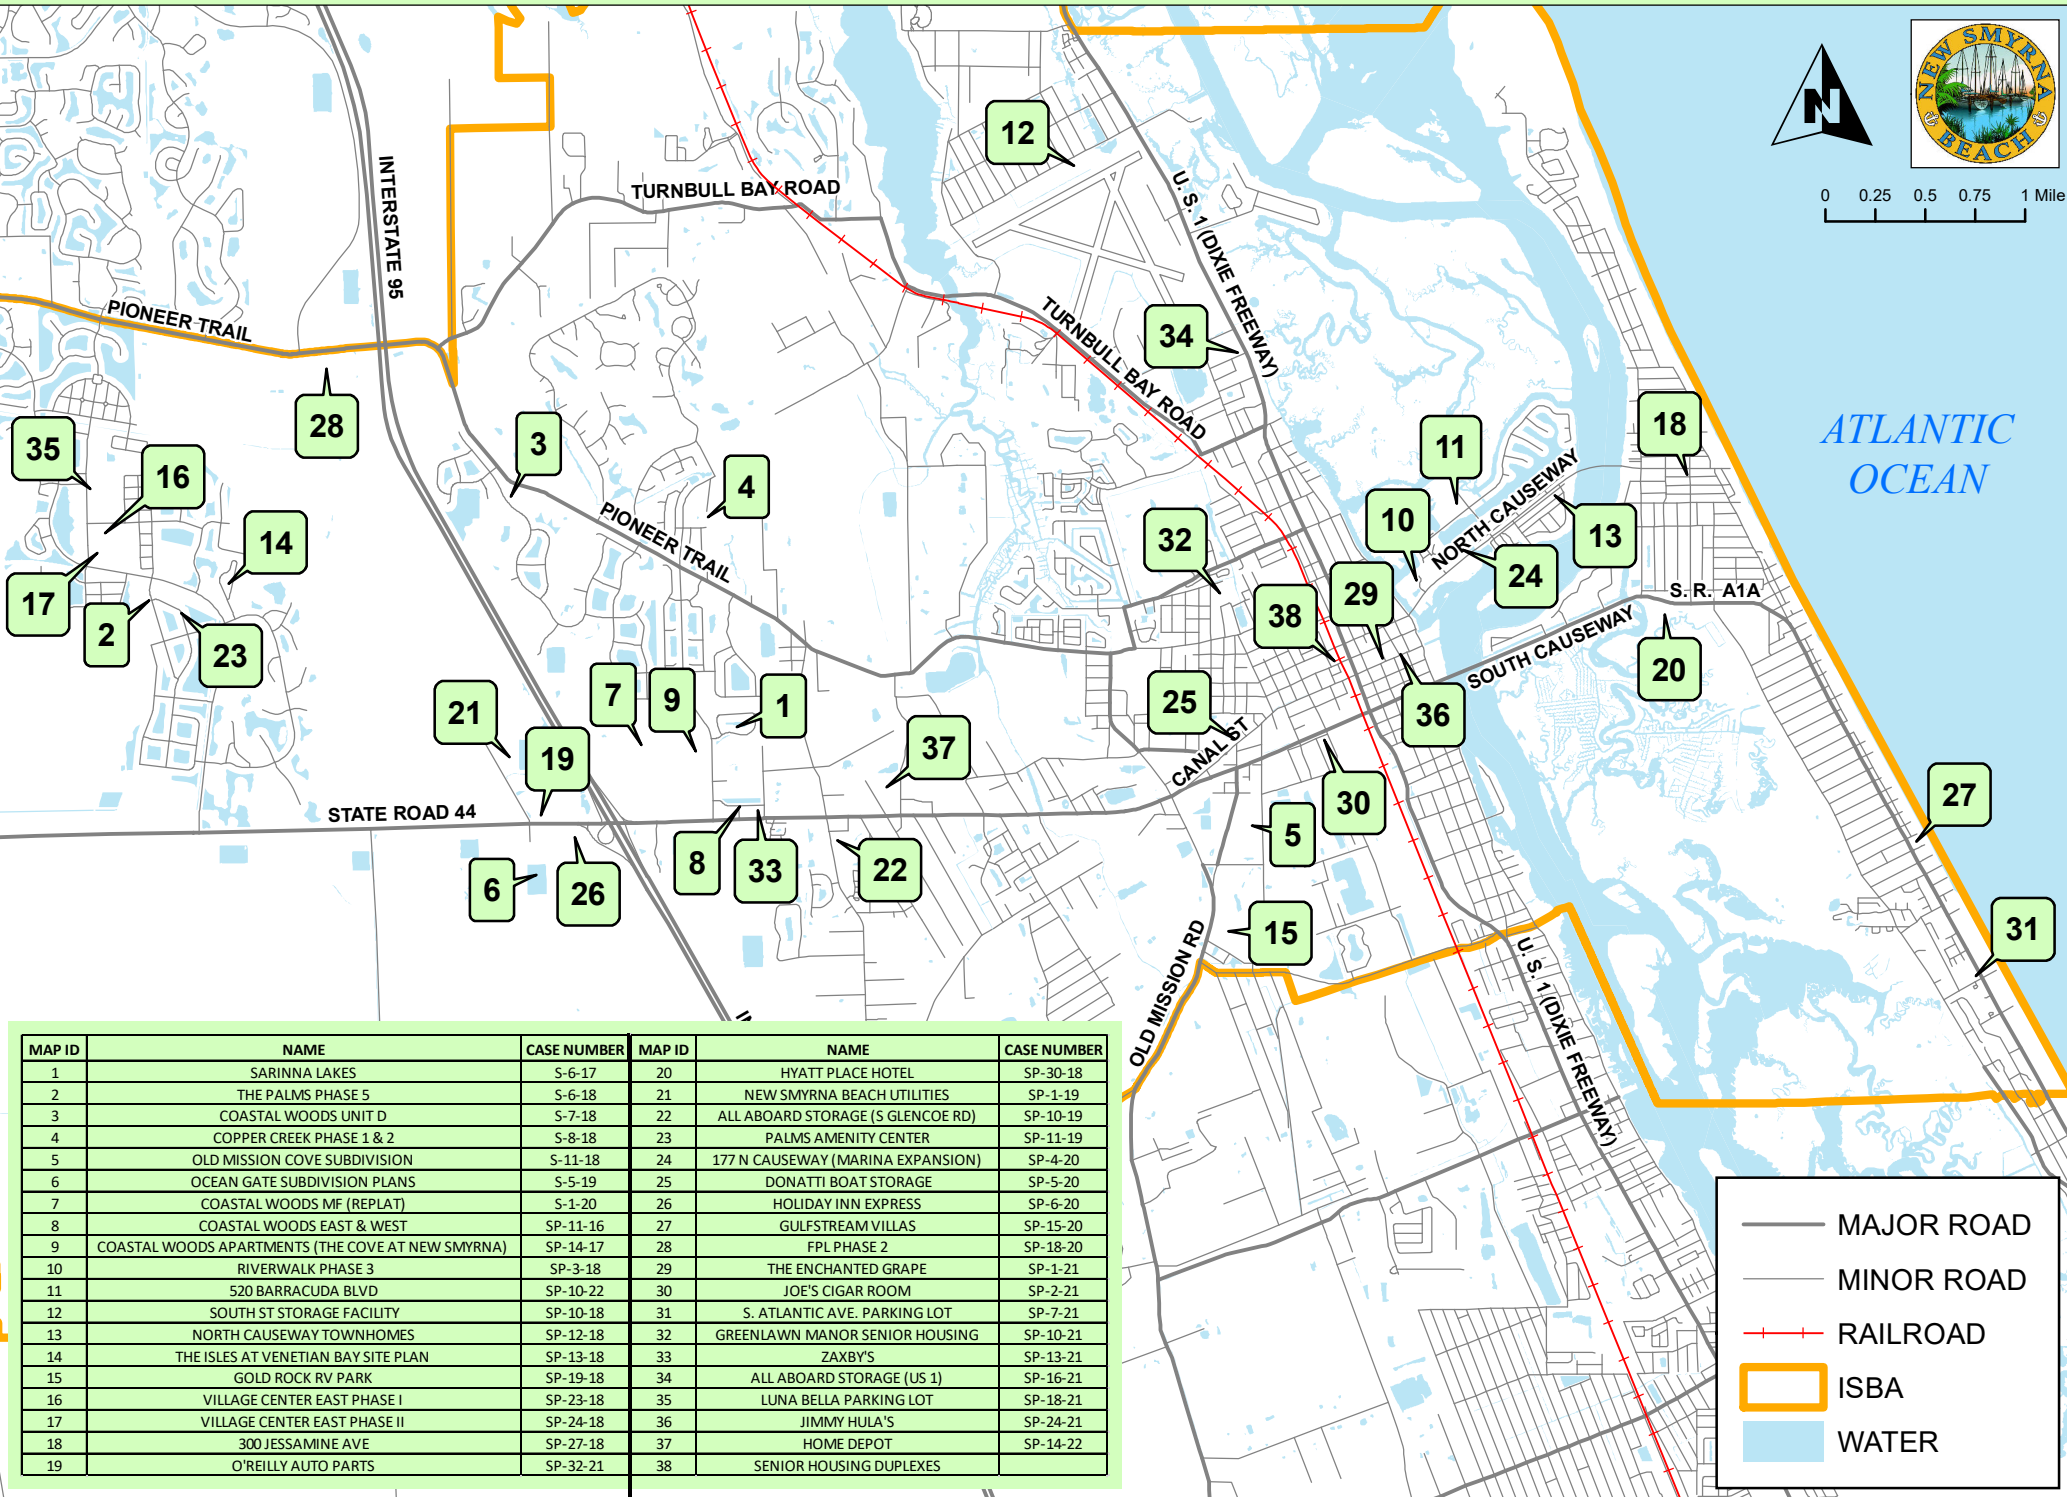 NEW SMYRNA
BEACH
N
0 0.25 0.5 0.75 1 Mile
12
TURNBULL BAY ROAD
INTERSTATE 95
U. S. 1 (DIXIE FREEWAY)
PIONEER TRAIL
TURNBULL BAY ROAD
34
28
3
35
16
4
11
18
ATLANTIC
OCEAN
NORTH CAUSEWAY
10
13
14
PIONEER TRAIL
32
24
17
2
23
38
29
S. R. A1A
SOUTH CAUSEWAY
20
21
7
9
1
25
36
19
37
CANAL ST
STATE ROAD 44
30
27
5
6
26
8
33
22
15
31
OLD MISSION RD
U. S. 1 (DIXIE FREEWAY)
MAP ID NAME CASE NUMBER MAP ID NAME CASE NUMBER
1 SARINNA LAKES S-6-17 20 HYATT PLACE HOTEL SP-30-18
2 THE PALMS PHASE 5 S-6-18 21 NEW SMYRNA BEACH UTILITIES SP-1-19
3 COASTAL WOODS UNIT D S-7-18 22 ALL ABOARD STORAGE (S GLENCOE RD) SP-10-19
4 COPPER CREEK PHASE 1 & 2 S-8-18 23 PALMS AMENITY CENTER SP-11-19
5 OLD MISSION COVE SUBDIVISION S-11-18 24 177 N CAUSEWAY (MARINA EXPANSION) SP-4-20
6 OCEAN GATE SUBDIVISION PLANS S-5-19 25 DONATTI BOAT STORAGE SP-5-20
7 COASTAL WOODS MF (REPLAT) S-1-20 26 HOLIDAY INN EXPRESS SP-6-20
8 COASTAL WOODS EAST & WEST SP-11-16 27 GULFSTREAM VILLAS SP-15-20
9 COASTAL WOODS APARTMENTS (THE COVE AT NEW SMYRNA) SP-14-17 28 FPL PHASE 2 SP-18-20
10 RIVERWALK PHASE 3 SP-3-18 29 THE ENCHANTED GRAPE SP-1-21
11 520 BARRACUDA BLVD SP-10-22 30 JOE'S CIGAR ROOM SP-2-21
12 SOUTH ST STORAGE FACILITY SP-10-18 31 S. ATLANTIC AVE. PARKING LOT SP-7-21
13 NORTH CAUSEWAY TOWNHOMES SP-12-18 32 GREENLAWN MANOR SENIOR HOUSING SP-10-21
14 THE ISLES AT VENETIAN BAY SITE PLAN SP-13-18 33 ZAXBY'S SP-13-21
15 GOLD ROCK RV PARK SP-19-18 34 ALL ABOARD STORAGE (US 1) SP-16-21
16 VILLAGE CENTER EAST PHASE I SP-23-18 35 LUNA BELLA PARKING LOT SP-18-21
17 VILLAGE CENTER EAST PHASE II SP-24-18 36 JIMMY HULA'S SP-24-21
18 300 JESSAMINE AVE SP-27-18 37 HOME DEPOT SP-14-22
19 O'REILLY AUTO PARTS SP-32-21 38 SENIOR HOUSING DUPLEXES
MAJOR ROAD
MINOR ROAD
RAILROAD
ISBA
WATER